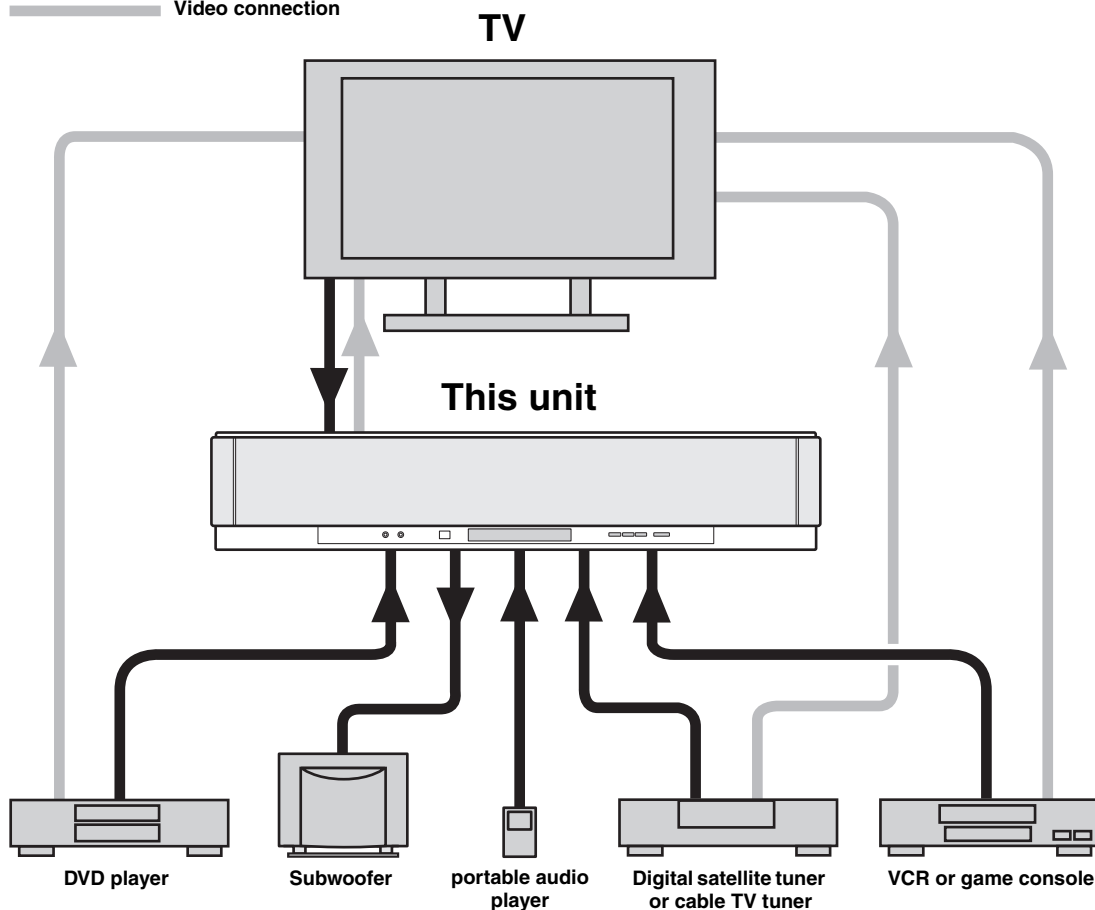 Video connection
TV
This unit
DVD player
Subwoofer
portable audio
player
Digital satellite tuner
or cable TV tuner
VCR or game console